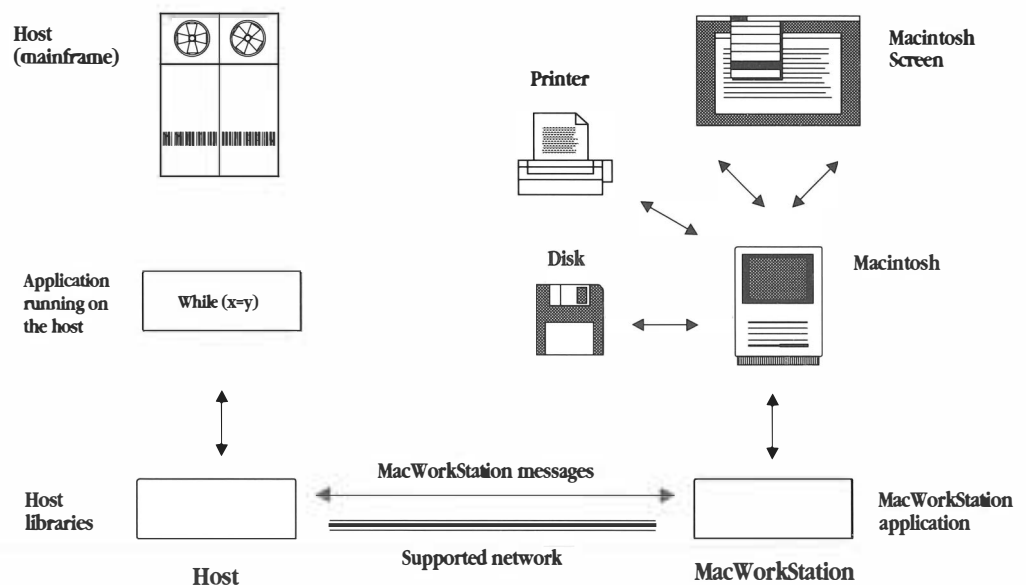 Host
(mainframe)
Macintosh
Screen
Printer
Disk
Macintosh
Application
running on
the host
While (x=y)
MacWorkStation messages
Host
libraries
MacWorkStation
application
Supported network
Host
MacWorkStation